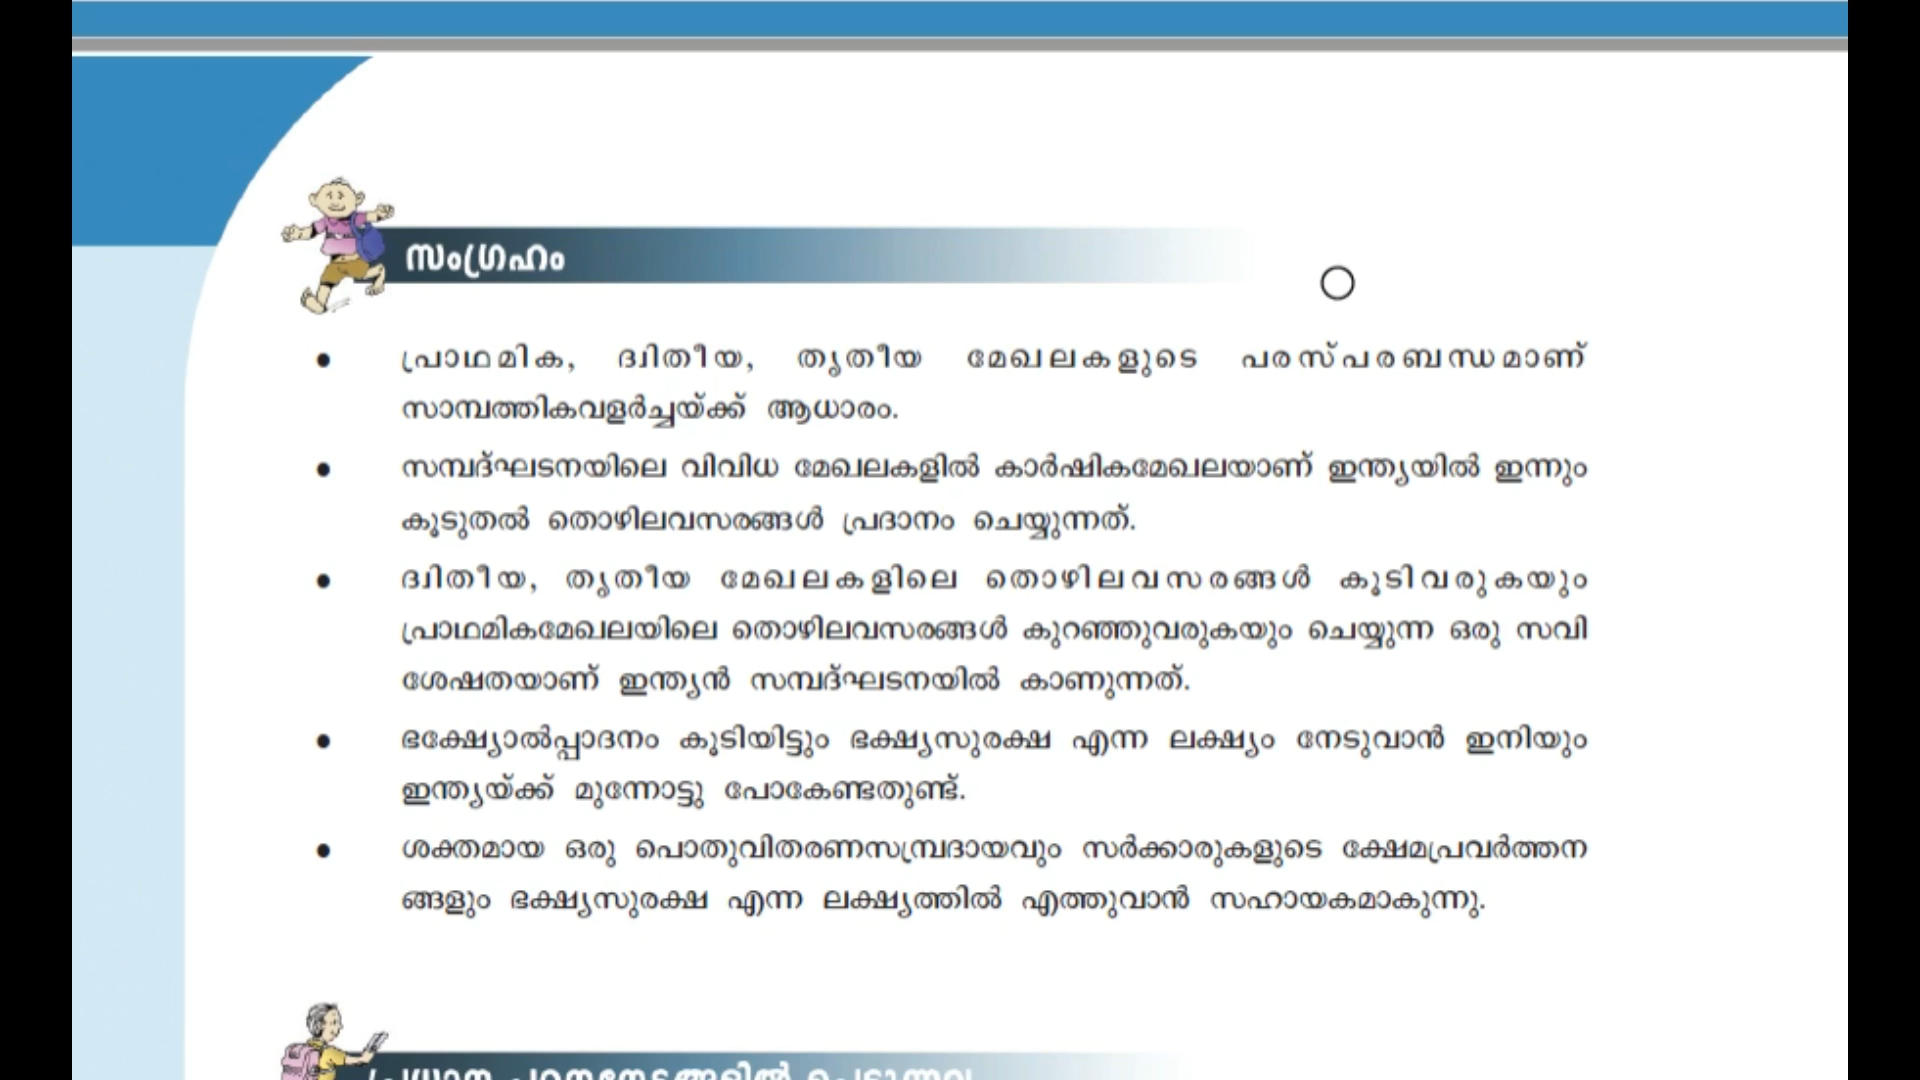 സംഗ്രഹം
● പ്രാഥമിക, ദ്വിതീയ, തൃതീയ മേഖലകളുടെ പരസ്പരബന്ധമാണ്
സാമ്പത്തികവളർച്ചയ്ക്ക് ആധാരം.
● സമ്പദ്ഘടനയിലെ വിവിധ മേഖലകളിൽ കാർഷികമേഖലയാണ് ഇന്ത്യയിൽ ഇന്നും
കൂടുതൽ തൊഴിലവസരങ്ങൾ പ്രദാനം ചെയ്യുന്നത്.
● ദ്വിതീയ, തൃതീയ മേഖലകളിലെ തൊഴിലവസരങ്ങൾ കൂടിവരുകയും
പ്രാഥമികമേഖലയിലെ തൊഴിലവസരങ്ങൾ കുറഞ്ഞുവരുകയും ചെയ്യുന്ന ഒരു സവി
ശേഷതയാണ് ഇന്ത്യൻ സമ്പദ്ഘടനയിൽ കാണുന്നത്.
● ഭക്ഷ്യോൽപ്പാദനം കൂടിയിട്ടും ഭക്ഷ്യസുരക്ഷ എന്ന ലക്ഷ്യം നേടുവാൻ ഇനിയും
ഇന്ത്യയ്ക്ക് മുന്നോട്ടു പോകേണ്ടതുണ്ട്.
● ശക്തമായ ഒരു പൊതുവിതരണസമ്പ്രദായവും സർക്കാരുകളുടെ ക്ഷേമപ്രവർത്തന
ങ്ങളും ഭക്ഷ്യസുരക്ഷ എന്ന ലക്ഷ്യത്തിൽ എത്തുവാൻ സഹായകമാകുന്നു.